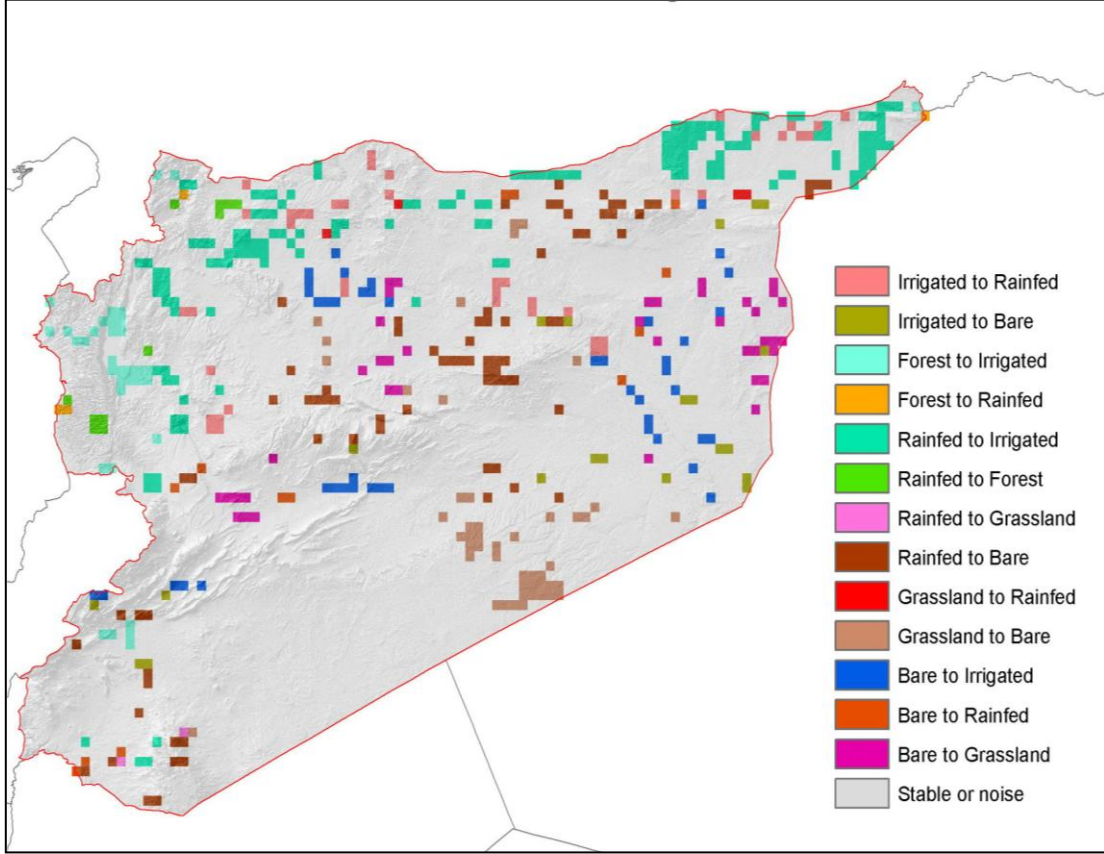 Irrigated to Rainfed
Irrigated to Bare
Forest to Irrigated
Forest to Rainfed
Rainfed to Irrigated
Rainfed to Forest
Rainfed to Grassland
Rainfed to Bare
Grassland to Rainfed
Grassland to Bare
Bare to Irrigated
Bare to Rainfed
Bare to Grassland
Stable or noise